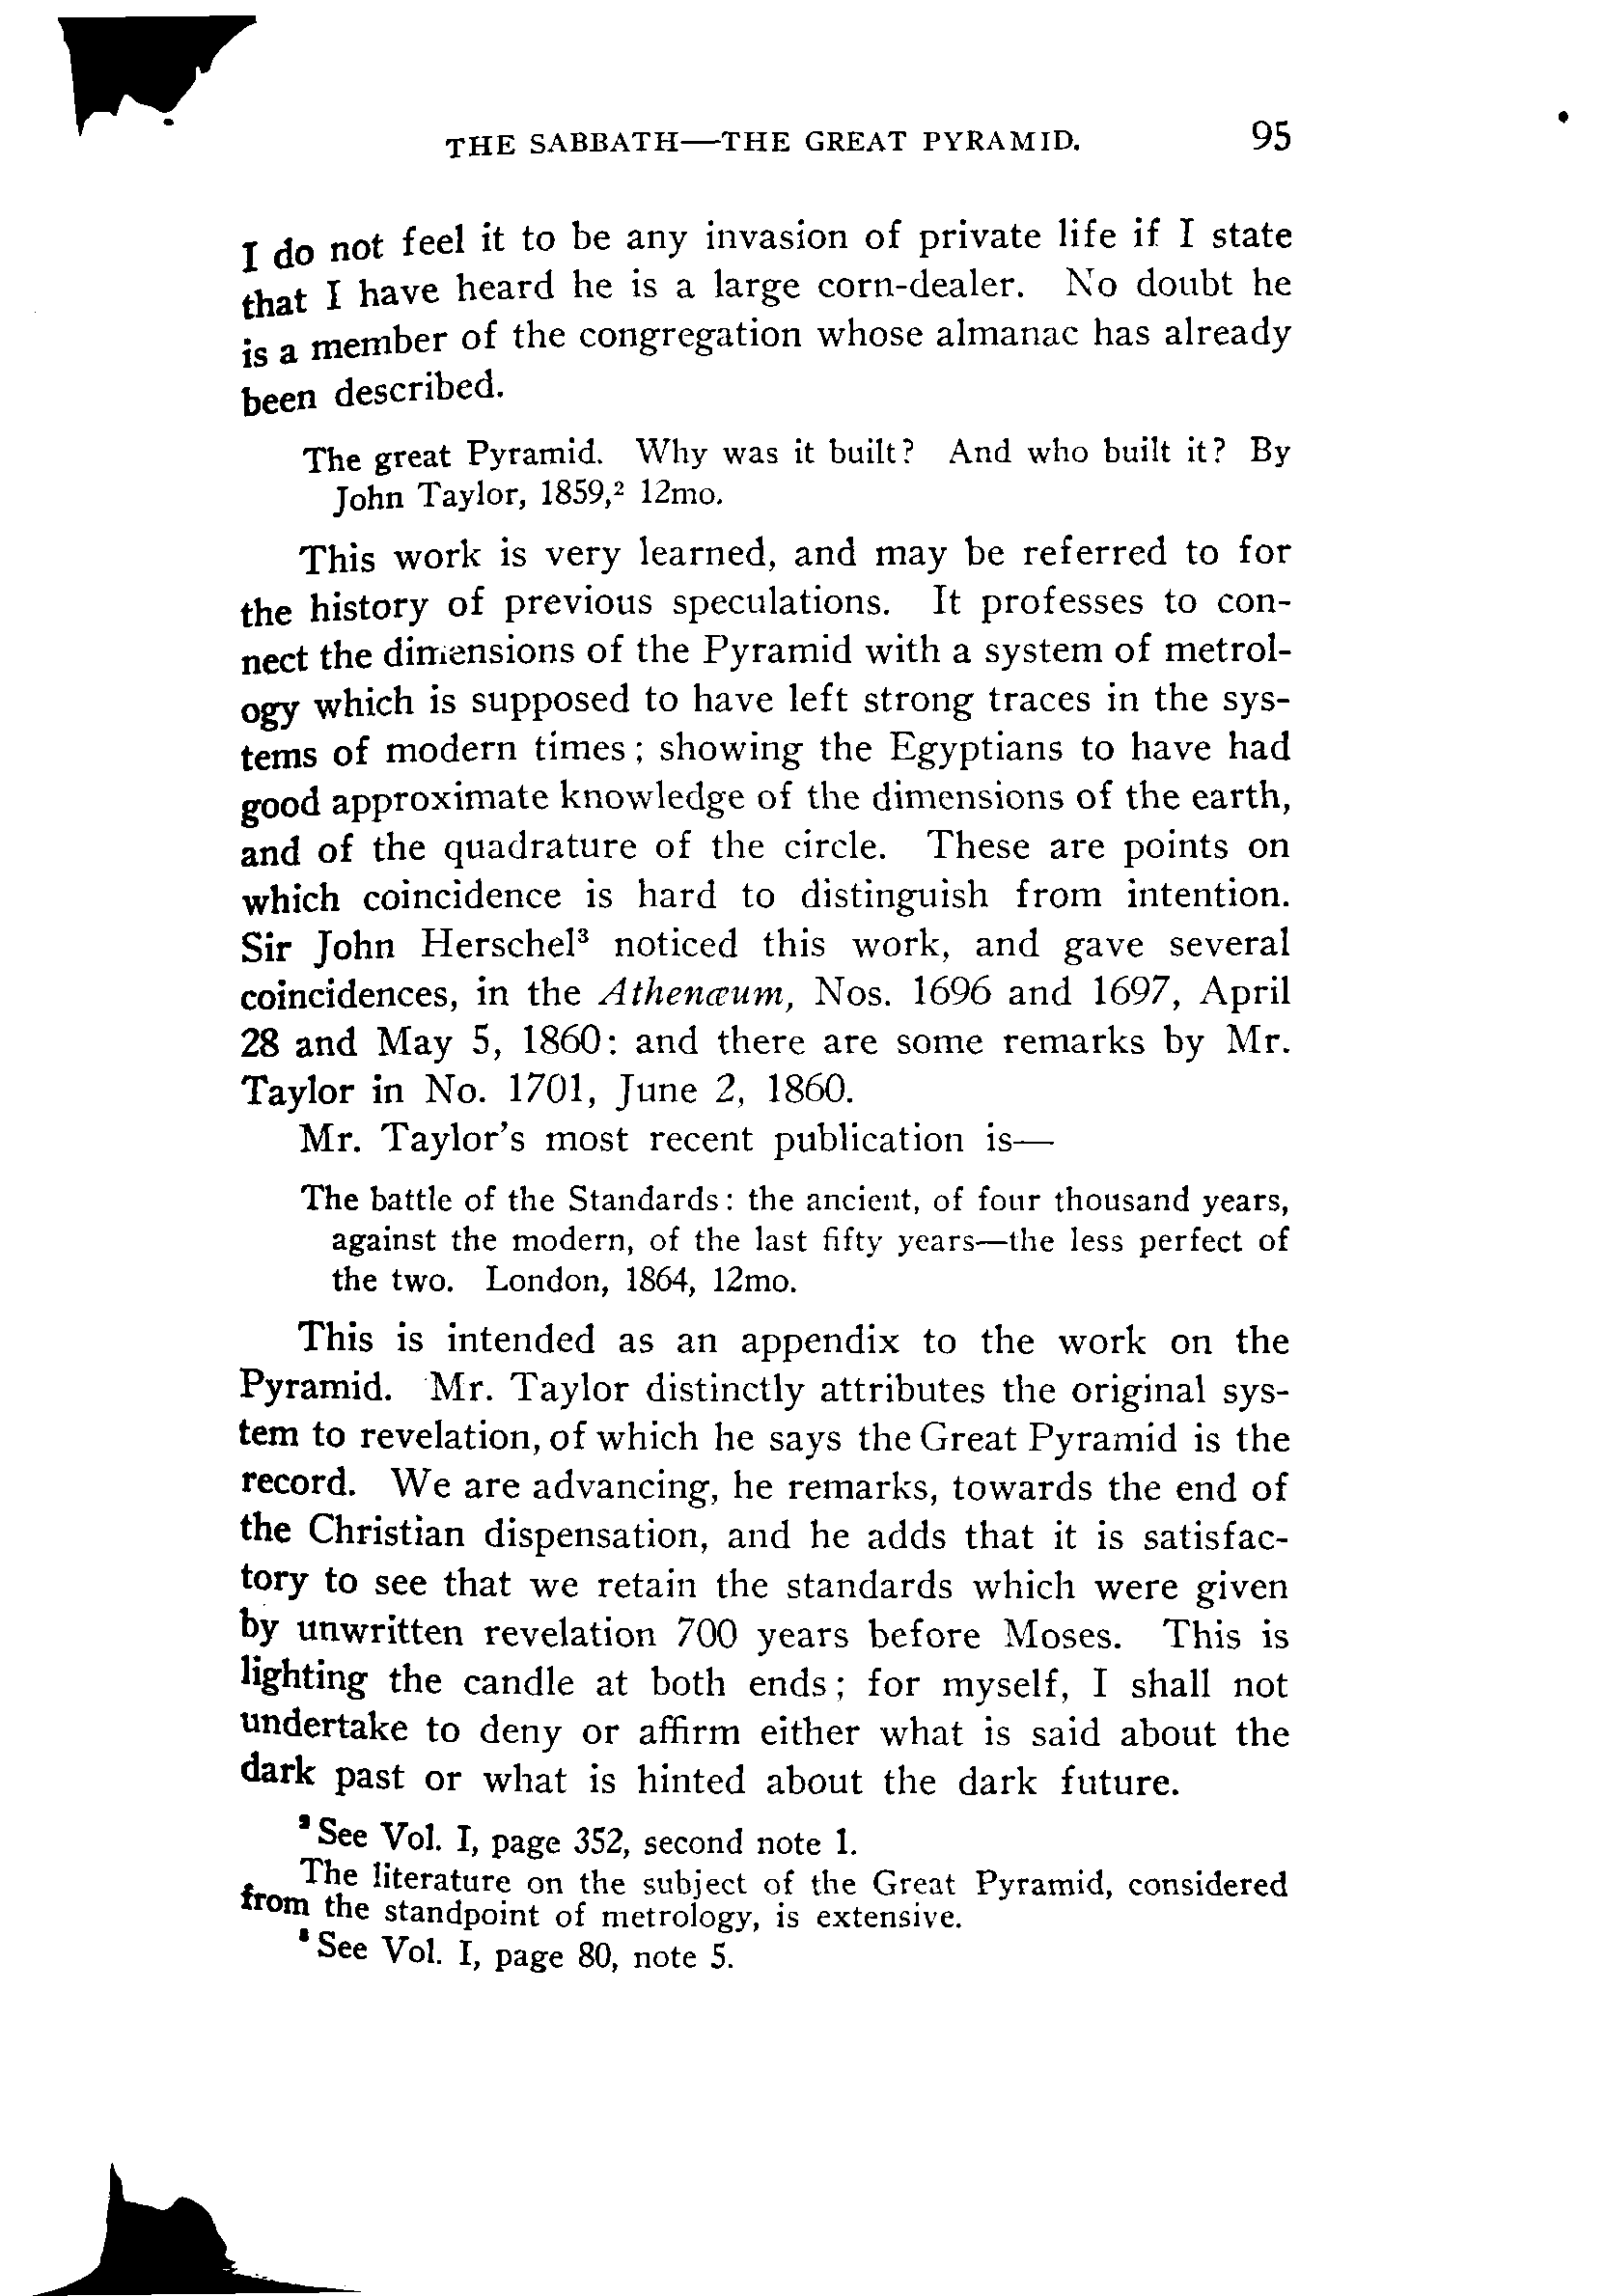 THE SABBATH—THE GREAT PYRAMID. 95
I do not feel it to be any invasion of private life if I state
that I have heard he is a large corn-dealer. No doubt he
is a member of the congregation whose almanac has already
been described.
The great Pyramid. Why was it built? And who built it? By
John Taylor, 1859,² 12mo.
This work is very learned, and may be referred to for
the history of previous speculations. It professes to con-
nect the dimensions of the Pyramid with a system of metrol-
ogy which is supposed to have left strong traces in the sys-
tems of modern times; showing the Egyptians to have had
good approximate knowledge of the dimensions of the earth,
and of the quadrature of the circle. These are points on
which coincidence is hard to distinguish from intention.
Sir John Herschel³ noticed this work, and gave several
coincidences, in the Athenæum, Nos. 1696 and 1697, April
28 and May 5, 1860: and there are some remarks by Mr.
Taylor in No. 1701, June 2, 1860.
Mr. Taylor's most recent publication is—
The battle of the Standards: the ancient, of four thousand years,
against the modern, of the last fifty years—the less perfect of
the two. London, 1864, 12mo.
This is intended as an appendix to the work on the
Pyramid. Mr. Taylor distinctly attributes the original sys-
tem to revelation, of which he says the Great Pyramid is the
record. We are advancing, he remarks, towards the end of
the Christian dispensation, and he adds that it is satisfac-
tory to see that we retain the standards which were given
by unwritten revelation 700 years before Moses. This is
lighting the candle at both ends; for myself, I shall not
undertake to deny or affirm either what is said about the
dark past or what is hinted about the dark future.
² See Vol. I, page 352, second note 1.
The literature on the subject of the Great Pyramid, considered
from the standpoint of metrology, is extensive.
³ See Vol. I, page 80, note 5.